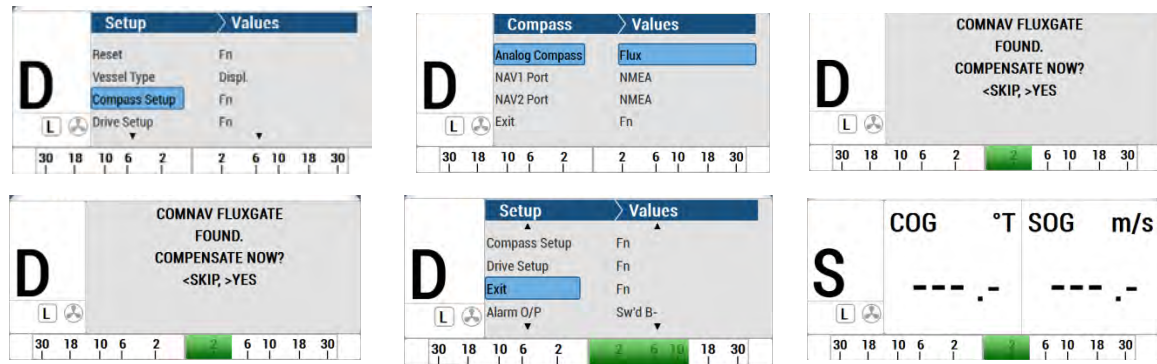 Setup Values
Reset Fn
Vessel Type Displ.
Compass Setup Fn
Drive Setup Fn
D
L
30 18 10 6 2 2 6 10 18 30
Compass Values
Analog Compass Flux
NAV1 Port NMEA
NAV2 Port NMEA
Exit Fn
D
L
30 18 10 6 2 2 6 10 18 30
COMNAV FLUXGATE
FOUND.
COMPENSATE NOW?
<SKIP, >YES
D
L
30 18 10 6 2 2 6 10 18 30
COMNAV FLUXGATE
FOUND.
COMPENSATE NOW?
<SKIP, >YES
D
L
30 18 10 6 2 2 6 10 18 30
Setup Values
Compass Setup Fn
Drive Setup Fn
Exit Fn
Alarm O/P Sw'd B-
D
L
30 18 10 6 2 2 6 10 18 30
COG °T SOG m/s
S
---.- ---.-
L
30 18 10 6 2 2 6 10 18 30